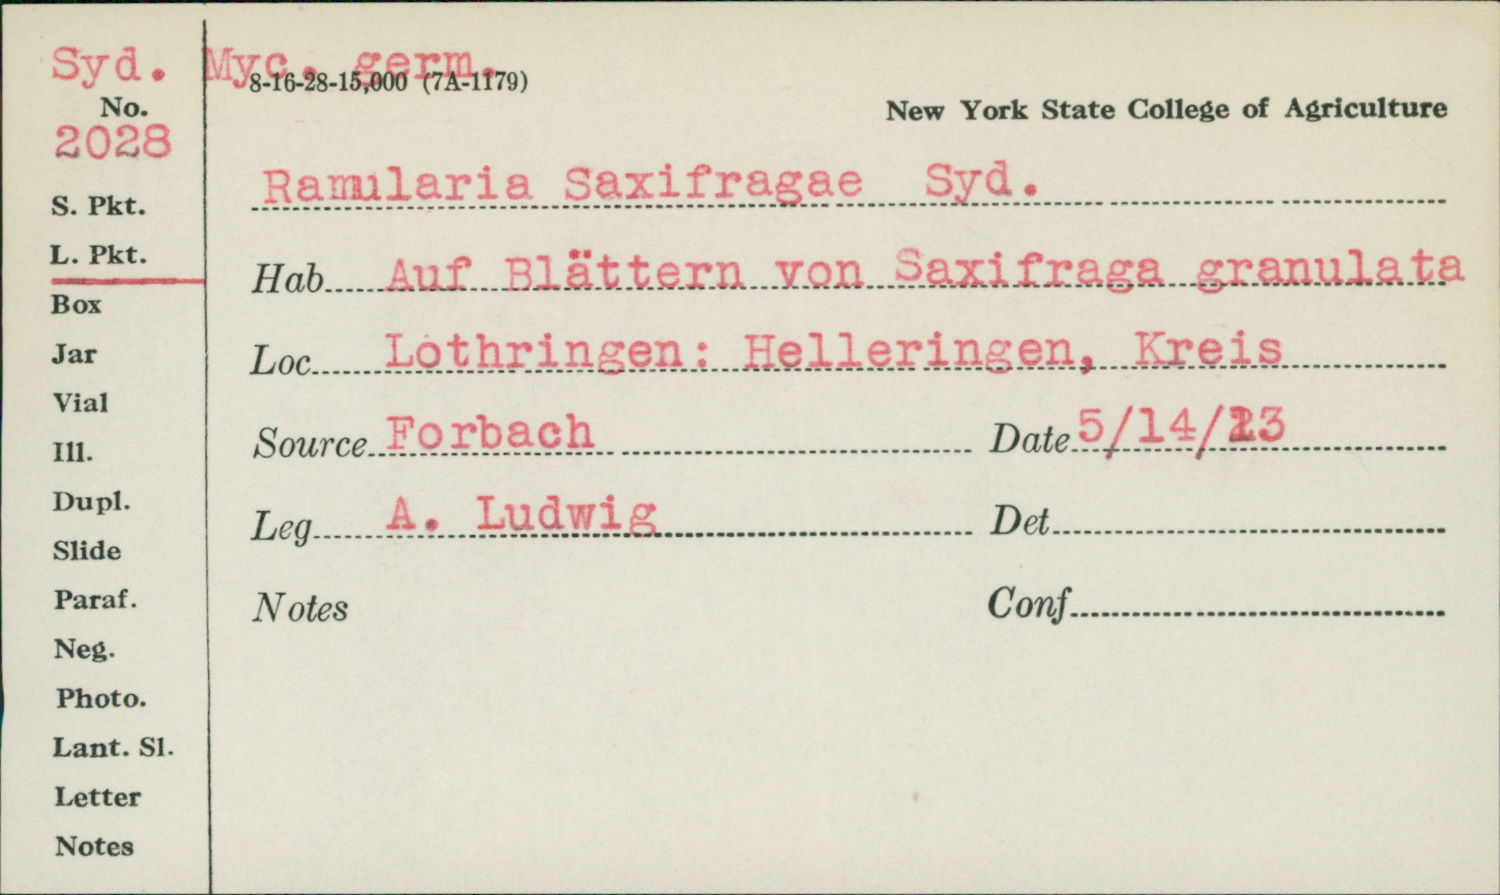 Syd. Myc. germ.
8-16-28-15,000 (7A-1179)
No.
2028
New York State College of Agriculture
Ramularia Saxifragae Syd.
S. Pkt.
L. Pkt.
Hab Auf Blättern von Saxifraga granulata
Box
Jar
Loc Lothringen: Helleringen, Kreis
Vial
Source Forbach Date 5/14/13
Ill.
Dupl.
Leg A. Ludwig Det
Slide
Paraf.
Notes Conf
Neg.
Photo.
Lant. Sl.
Letter
Notes